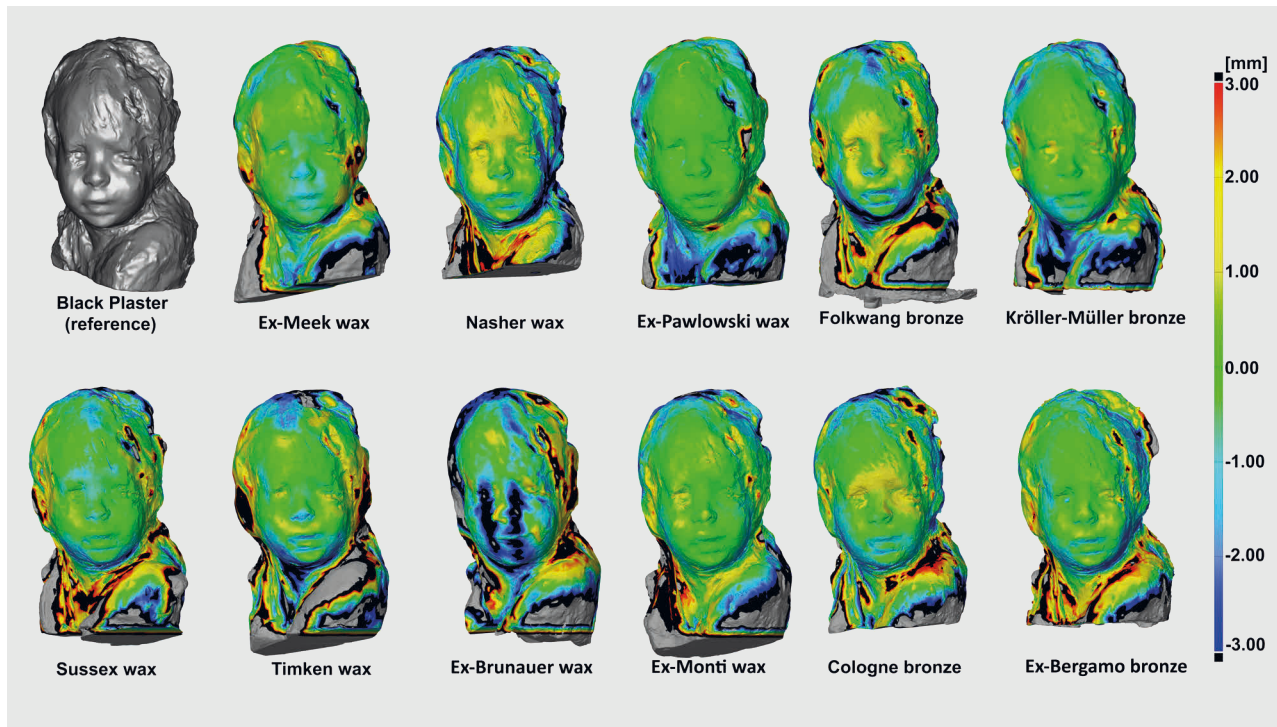 [mm]
3.00
2.00
1.00
0.00
-1.00
-2.00
-3.00
Black Plaster
(reference)
Ex-Meek wax
Nasher wax
Ex-Pawlowski wax
Folkwang bronze
Kröller-Müller bronze
Sussex wax
Timken wax
Ex-Brunauer wax
Ex-Monti wax
Cologne bronze
Ex-Bergamo bronze